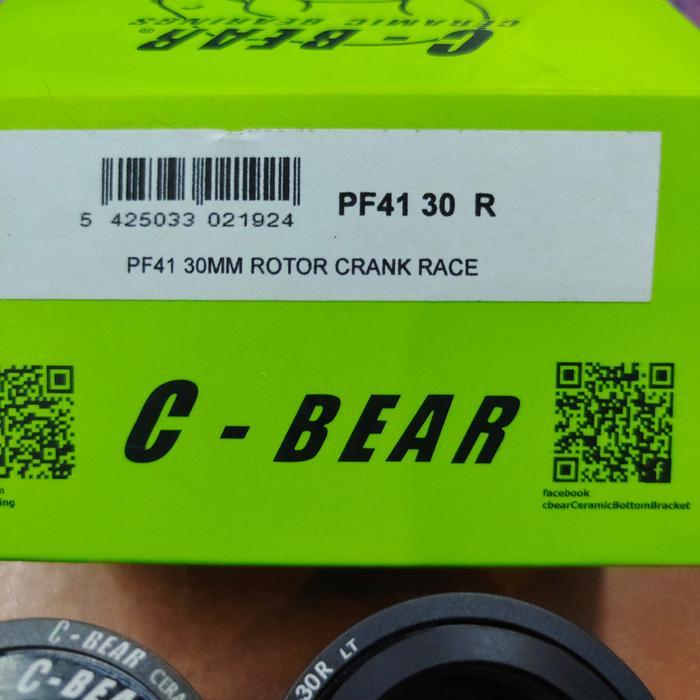 C - BEAR®
CERAMIC BEARINGS
PF41 30 R
5 425033 021924
PF41 30MM ROTOR CRANK RACE
C - BEAR
facebook
cbearCeramicBottomBracket
C-BEAR
C-BEAR
30R LT